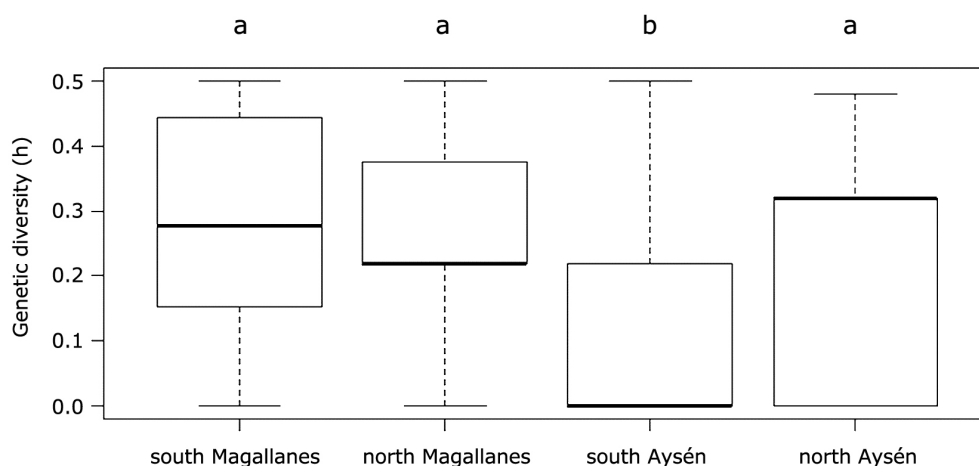 a a b a
Genetic diversity (h)
0.5
0.4
0.3
0.2
0.1
0.0
south Magallanes north Magallanes south Aysén north Aysén